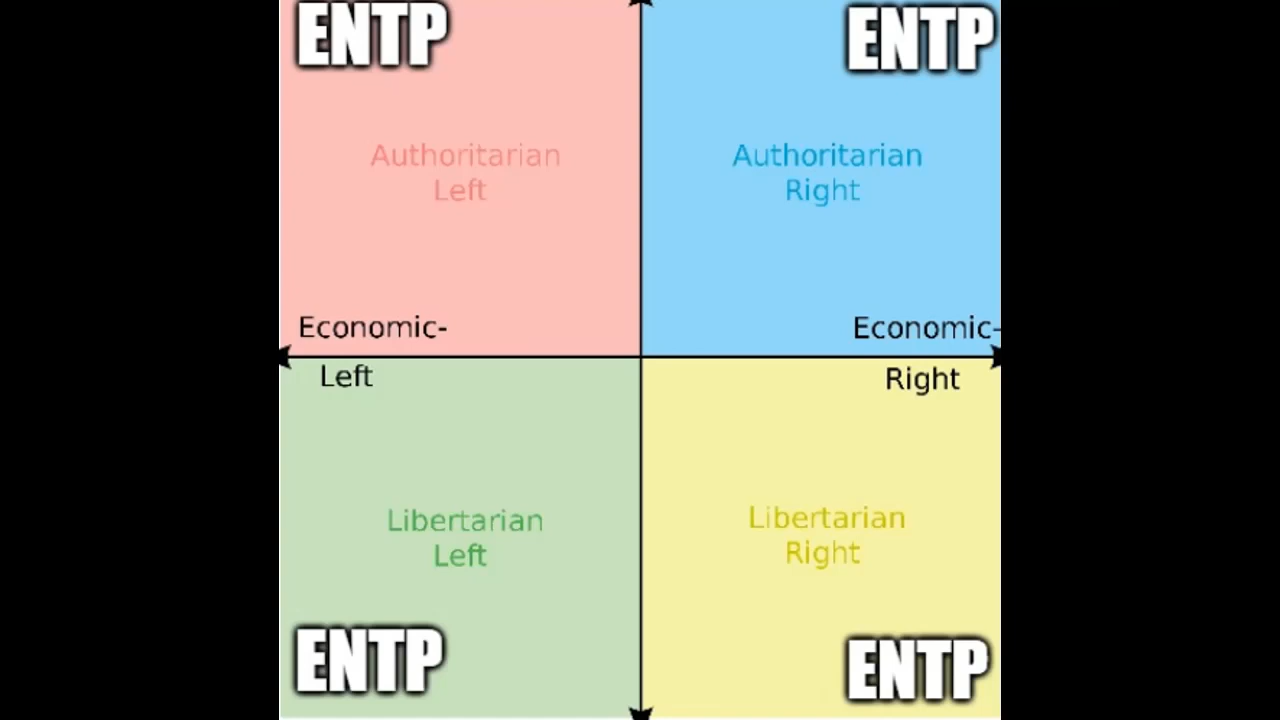 ENTP
ENTP
Authoritarian
Left
Authoritarian
Right
Economic-
Left
Economic-
Right
Libertarian
Left
Libertarian
Right
ENTP
ENTP